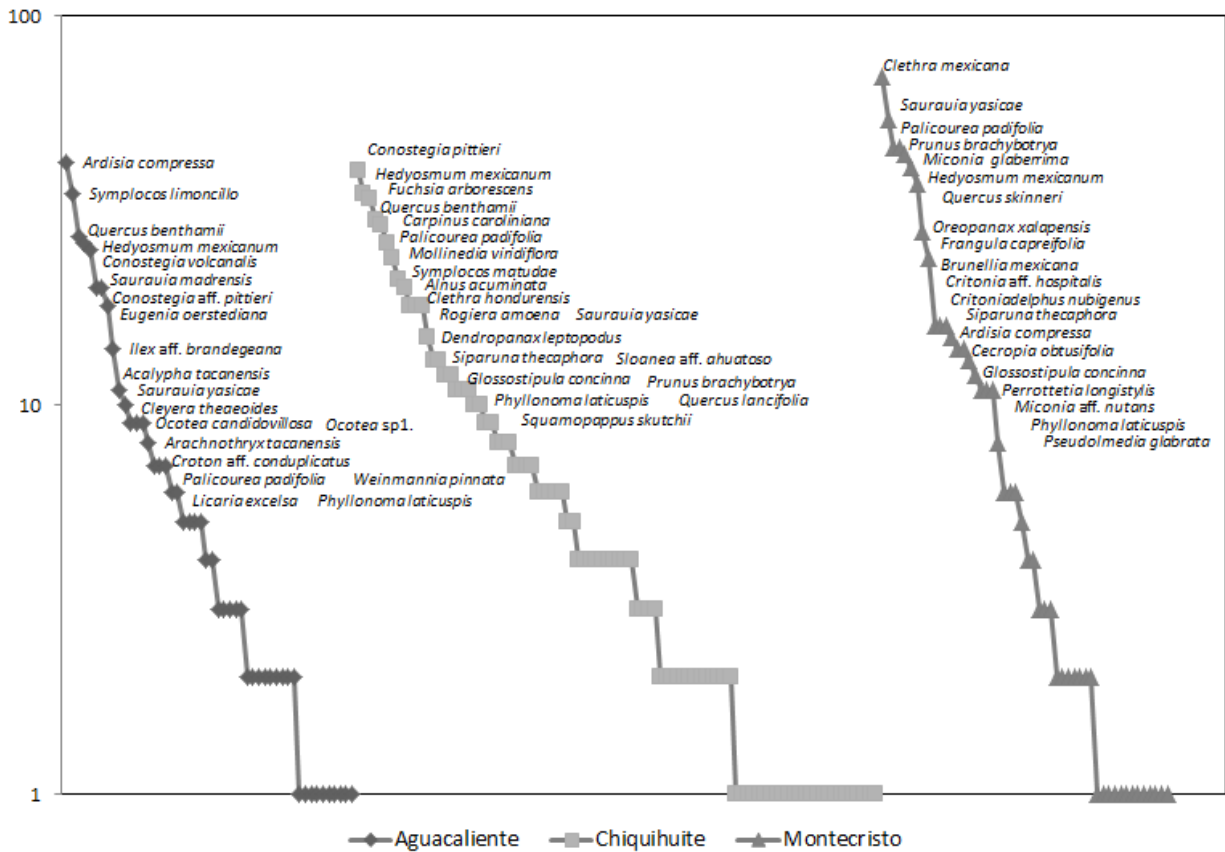 100
10
1
Ardisia compressa
Symplocos limoncillo
Quercus benthamii
Hedyosmum mexicanum
Conostegia volcanalis
Saurauia madrensis
Conostegia aff. pittieri
Eugenia oerstediana
Ilex aff. brandegeana
Acalypha tacanensis
Saurauia yasicae
Cleyera theaeoides
Ocotea candidovillosa Ocotea sp1.
Arachnothryx tacanensis
Croton aff. conduplicatus
Palicourea padifolia Weinmannia pinnata
Licaria excelsa Phyllonoma laticuspis
Conostegia pittieri
Hedyosmum mexicanum
Fuchsia arborescens
Quercus benthamii
Carpinus caroliniana
Palicourea padifolia
Mollinedia viridiflora
Symplocos matudae
Alnus acuminata
Clethra hondurensis
Rogiera amoena Saurauia yasicae
Dendropanax leptopodus
Siparuna thecaphora Sloanea aff. ahuatoso
Glossostipula concinna Prunus brachybotrya
Phyllonoma laticuspis Quercus lancifolia
Squamopappus skutchii
Clethra mexicana
Saurauia yasicae
Palicourea padifolia
Prunus brachybotrya
Miconia glaberrima
Hedyosmum mexicanum
Quercus skinneri
Oreopanax xalapensis
Frangula capreifolia
Brunellia mexicana
Critonia aff. hospitalis
Critoniadelphus nubigenus
Siparuna thecaphora
Ardisia compressa
Cecropia obtusifolia
Glossostipula concinna
Perrottetia longistylis
Miconia aff. nutans
Phyllonoma laticuspis
Pseudolmedia glabrata
Aguacaliente Chiquihuite Montecristo